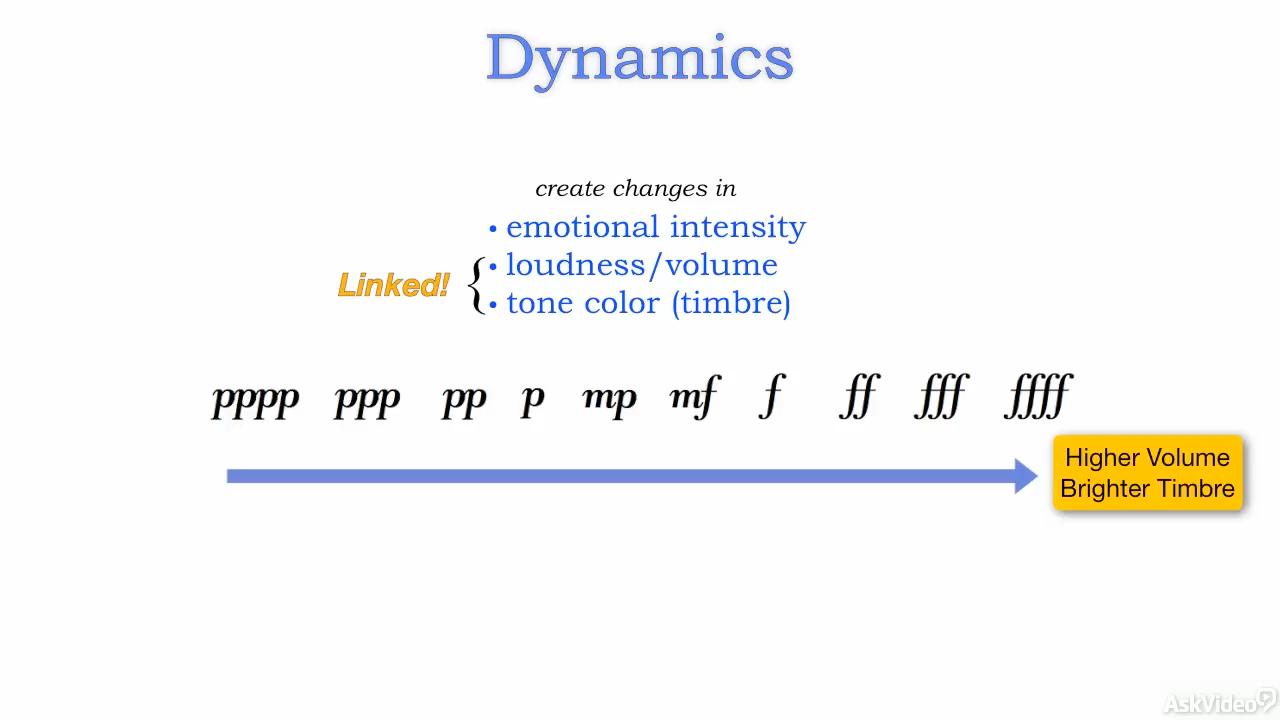 Dynamics
create changes in
• emotional intensity
• loudness/volume
Linked! {
• tone color (timbre)
pppp ppp pp p mp mf f ff fff ffff
Higher Volume
Brighter Timbre
AskVideo